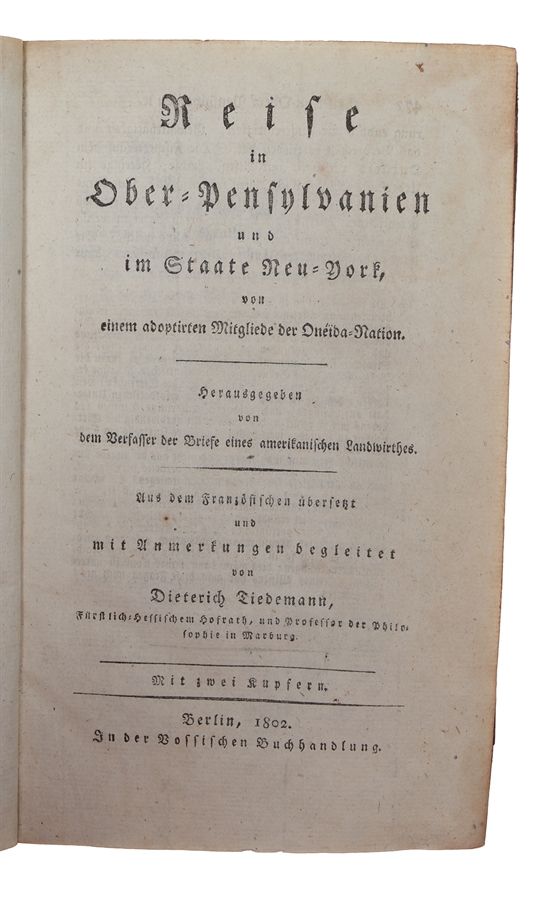 Reise
in
Ober-Pensylvanien
und
im Staate Neu-York,
von
einem adoptirten Mitgliede der Onëida-Nation.
Herausgegeben
von
dem Verfasser der Briefe eines amerikanischen Landwirthes.
Aus dem Französischen übersetzt
und
mit Anmerkungen begleitet
von
Dieterich Tiedemann,
Fürstlich-Hessischem Hofrath, und Professor der Philo-
sophie in Marburg.
Mit zwei Kupfern.
Berlin, 1802.
In der Vossischen Buchhandlung.